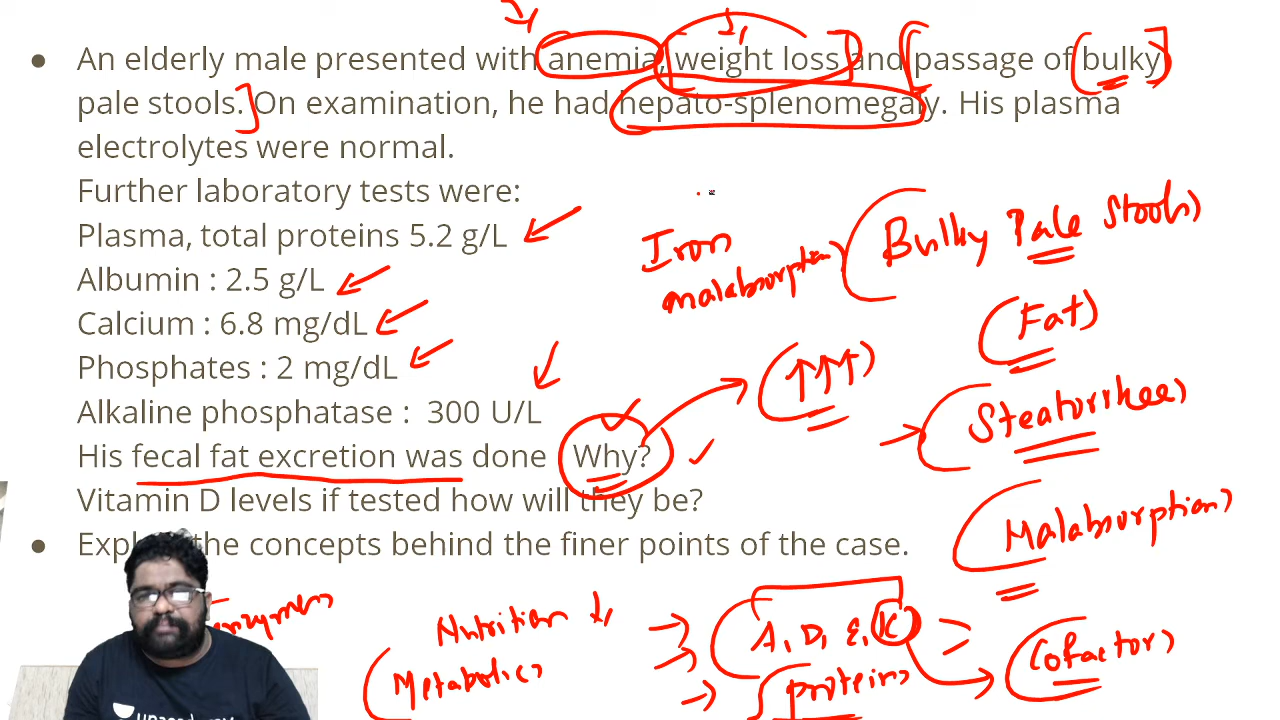 An elderly male presented with anemia, weight loss and passage of bulky
pale stools. On examination, he had hepato-splenomegaly. His plasma
electrolytes were normal.
Further laboratory tests were:
Plasma, total proteins 5.2 g/L
Albumin : 2.5 g/L
Calcium : 6.8 mg/dL
Phosphates : 2 mg/dL
Alkaline phosphatase : 300 U/L
His fecal fat excretion was done Why?
Vitamin D levels if tested how will they be?
the concepts behind the finer points of the case.
Iron
malabsorption
Bulky Pale Stools
Fat
↑↑↑
Steatorrhea
Malabsorption
enzymes
Nutrition ↓
Metabolic
A, D, E, K
proteins
Cofactor